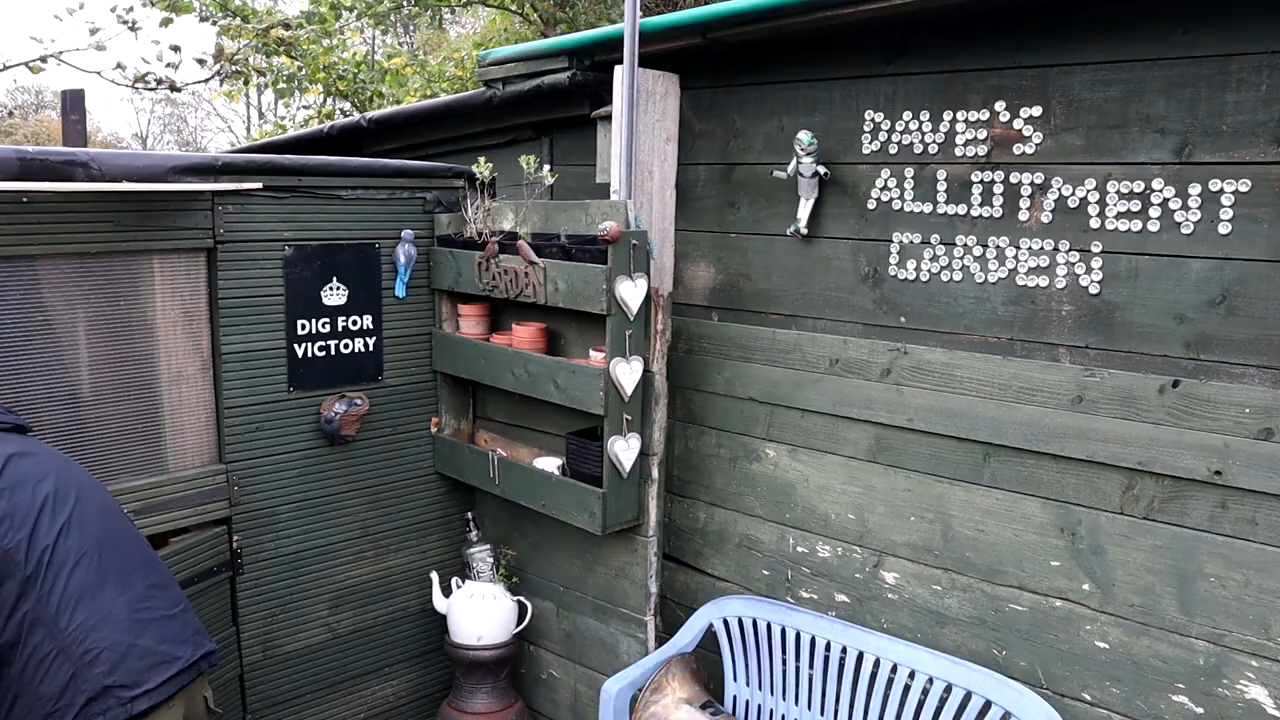 DIG FOR
VICTORY
GARDEN
DAVE'S
ALLOTMENT
GARDEN